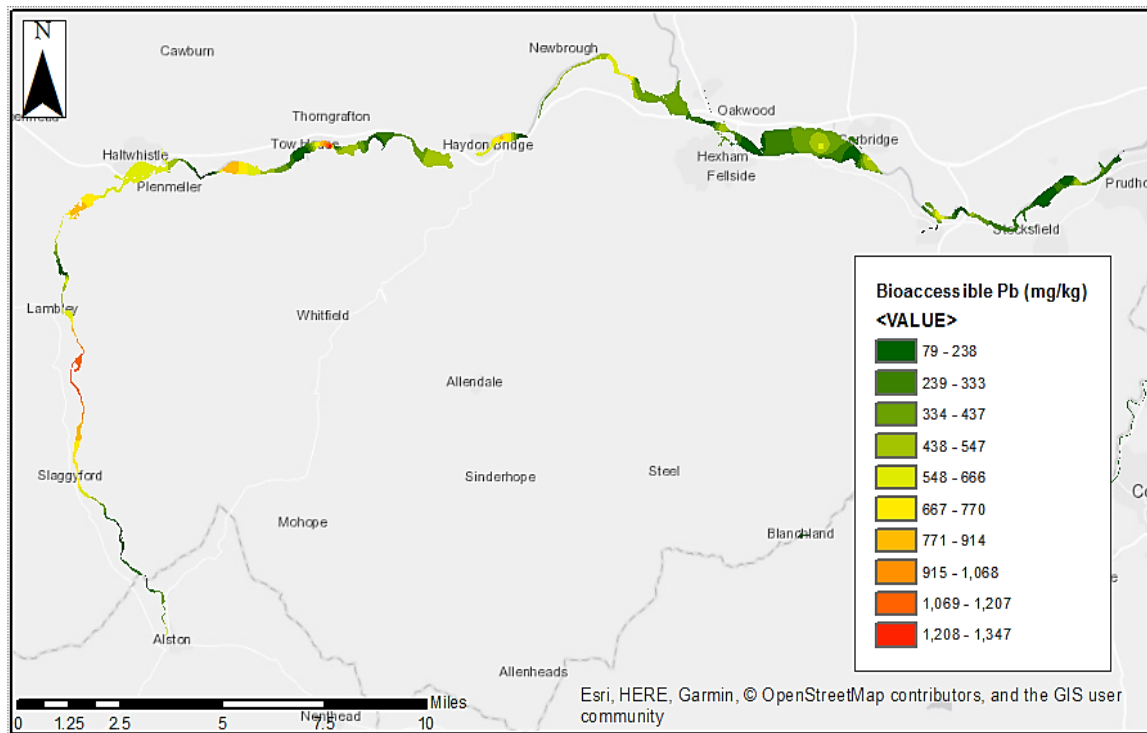 N
Cawburn
Newbrough
Thorngrafton
Oakwood
Haltwhistle
Haydon Bridge
Plenmeller
Hexham
Fellside
Prudho
Stocksfield
Lambley
Whitfield
Allendale
Slaggyford
Sinderhope
Steel
Mohope
Blanchland
Alston
Allenheads
Nenthead
Bioaccessible Pb (mg/kg)
<VALUE>
79 - 238
239 - 333
334 - 437
438 - 547
548 - 666
667 - 770
771 - 914
915 - 1,068
1,069 - 1,207
1,208 - 1,347
Co
e
Miles
0 1.25 2.5 5 7.5 10
Esri, HERE, Garmin, © OpenStreetMap contributors, and the GIS user
community